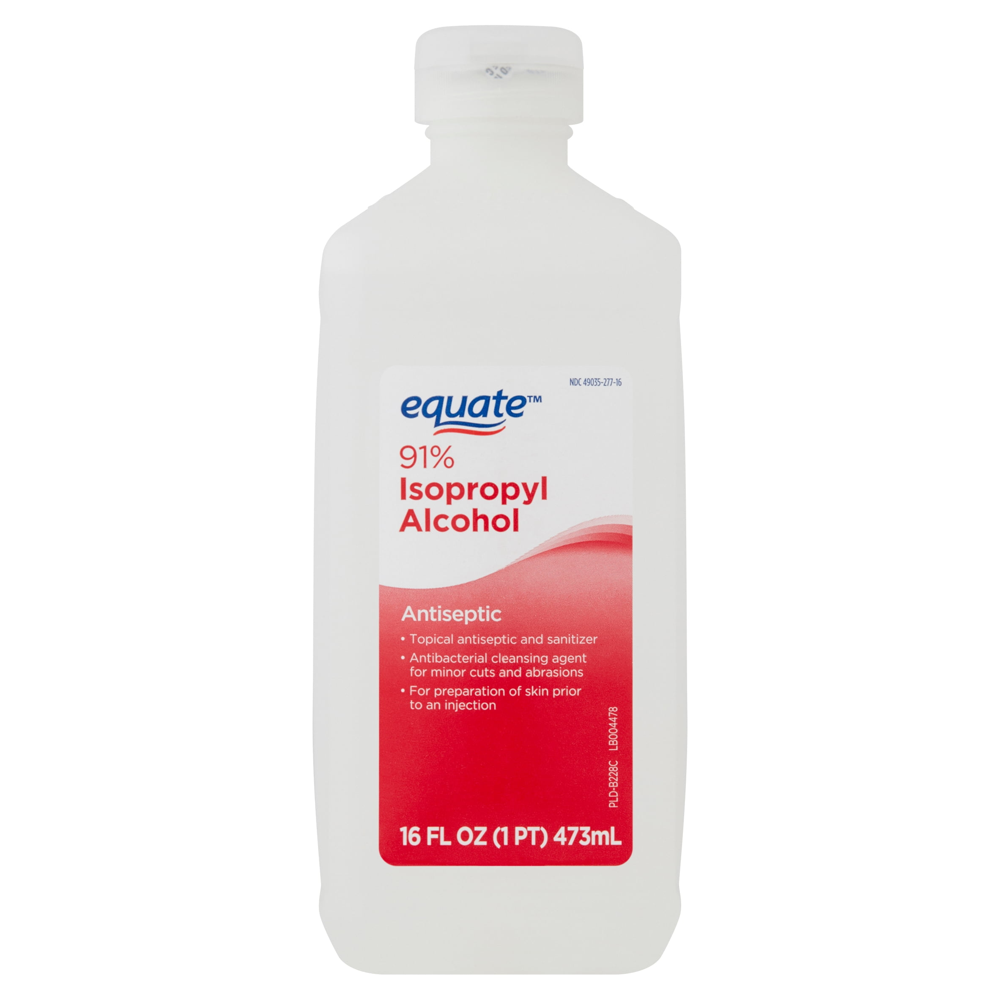 NDC 49035-277-16
equate™
91%
Isopropyl
Alcohol
Antiseptic
• Topical antiseptic and sanitizer
• Antibacterial cleansing agent
for minor cuts and abrasions
• For preparation of skin prior
to an injection
PLD-B228C LB004478
16 FL OZ (1 PT) 473mL